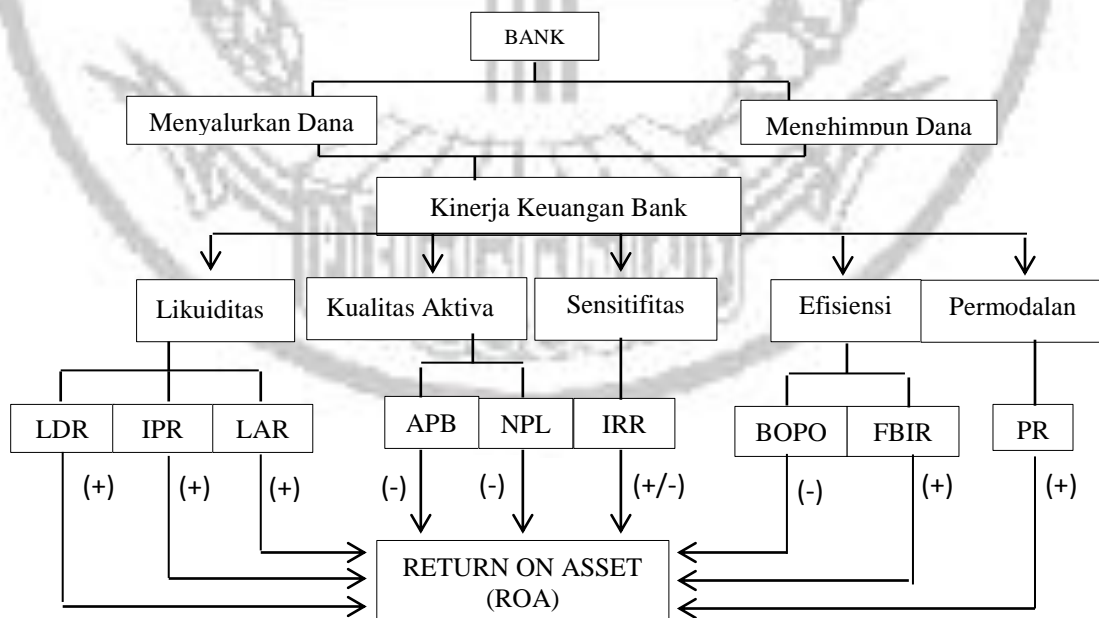 BANK
Menyalurkan Dana
Menghimpun Dana
Kinerja Keuangan Bank
Likuiditas
Kualitas Aktiva
Sensitifitas
Efisiensi
Permodalan
LDR
IPR
LAR
APB
NPL
IRR
BOPO
FBIR
PR
(+)
(+)
(+)
(-)
(-)
(+/-)
(-)
(+)
(+)
RETURN ON ASSET
(ROA)